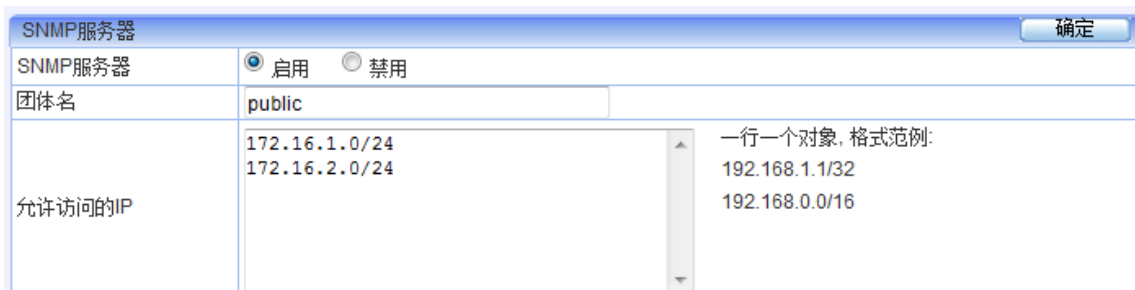 SNMP服务器 确定
SNMP服务器 启用 禁用
团体名 public
允许访问的IP
172.16.1.0/24
172.16.2.0/24
一行一个对象, 格式范例:
192.168.1.1/32
192.168.0.0/16